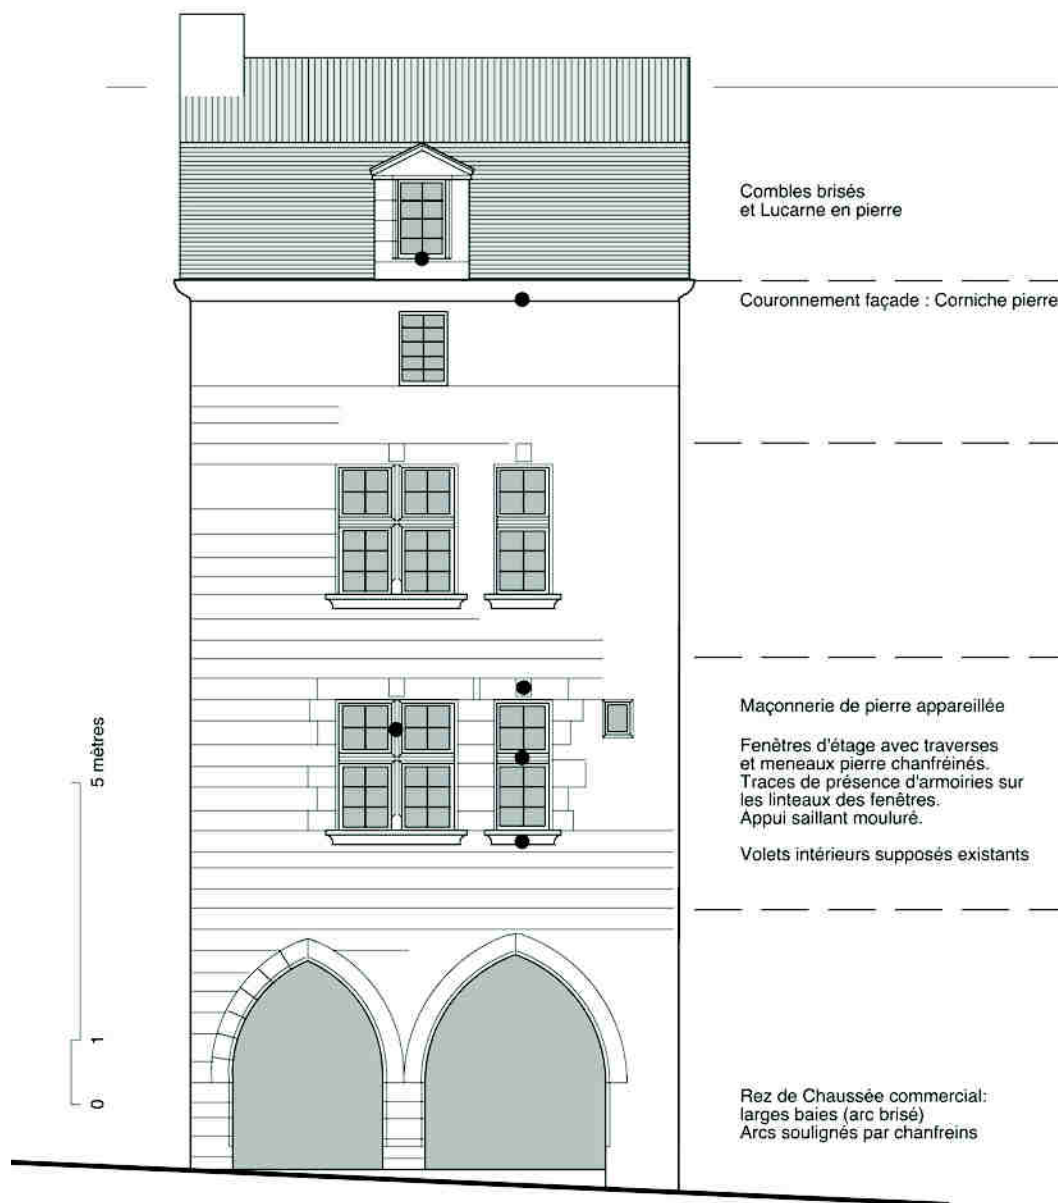 Combles brisés
et Lucarne en pierre
Couronnement façade : Corniche pierre
Maçonnerie de pierre appareillée
Fenêtres d'étage avec traverses
et meneaux pierre chanfréinés.
Traces de présence d'armoiries sur
les linteaux des fenêtres.
Appui saillant mouluré.
Volets intérieurs supposés existants
5 mètres
1
0
Rez de Chaussée commercial:
larges baies (arc brisé)
Arcs soulignés par chanfreins